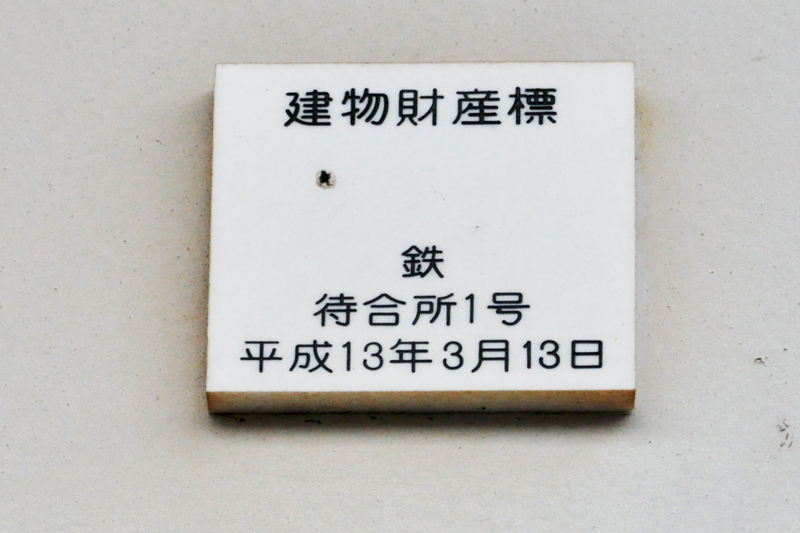 建物財産標
鉄
待合所1号
平成13年3月13日